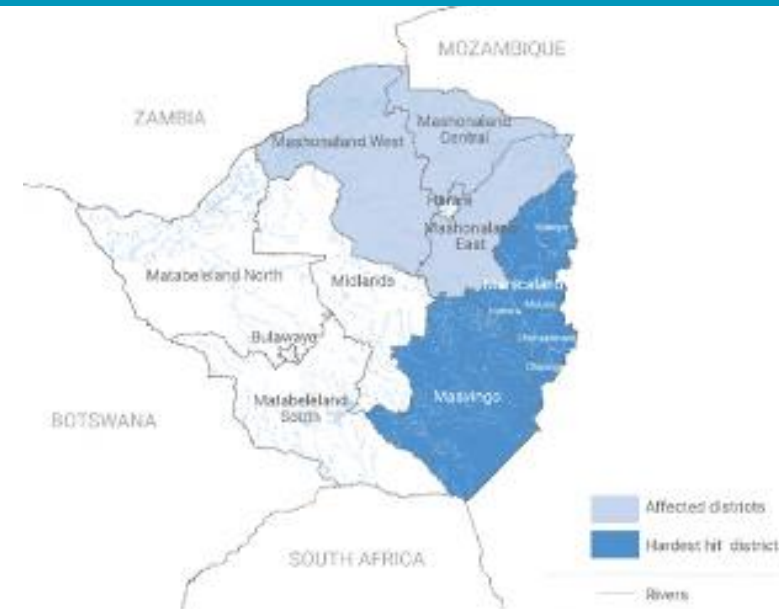 MOZAMBIQUE
ZAMBIA
Mashonaland
Central
Mashonaland West
Harare
Mashonaland
East
Manicaland
Matabeleland North
Midlands
Bulawayo
Masvingo
Matabeleland
South
BOTSWANA
Affected districts
Hardest hit district
SOUTH AFRICA
Rivers